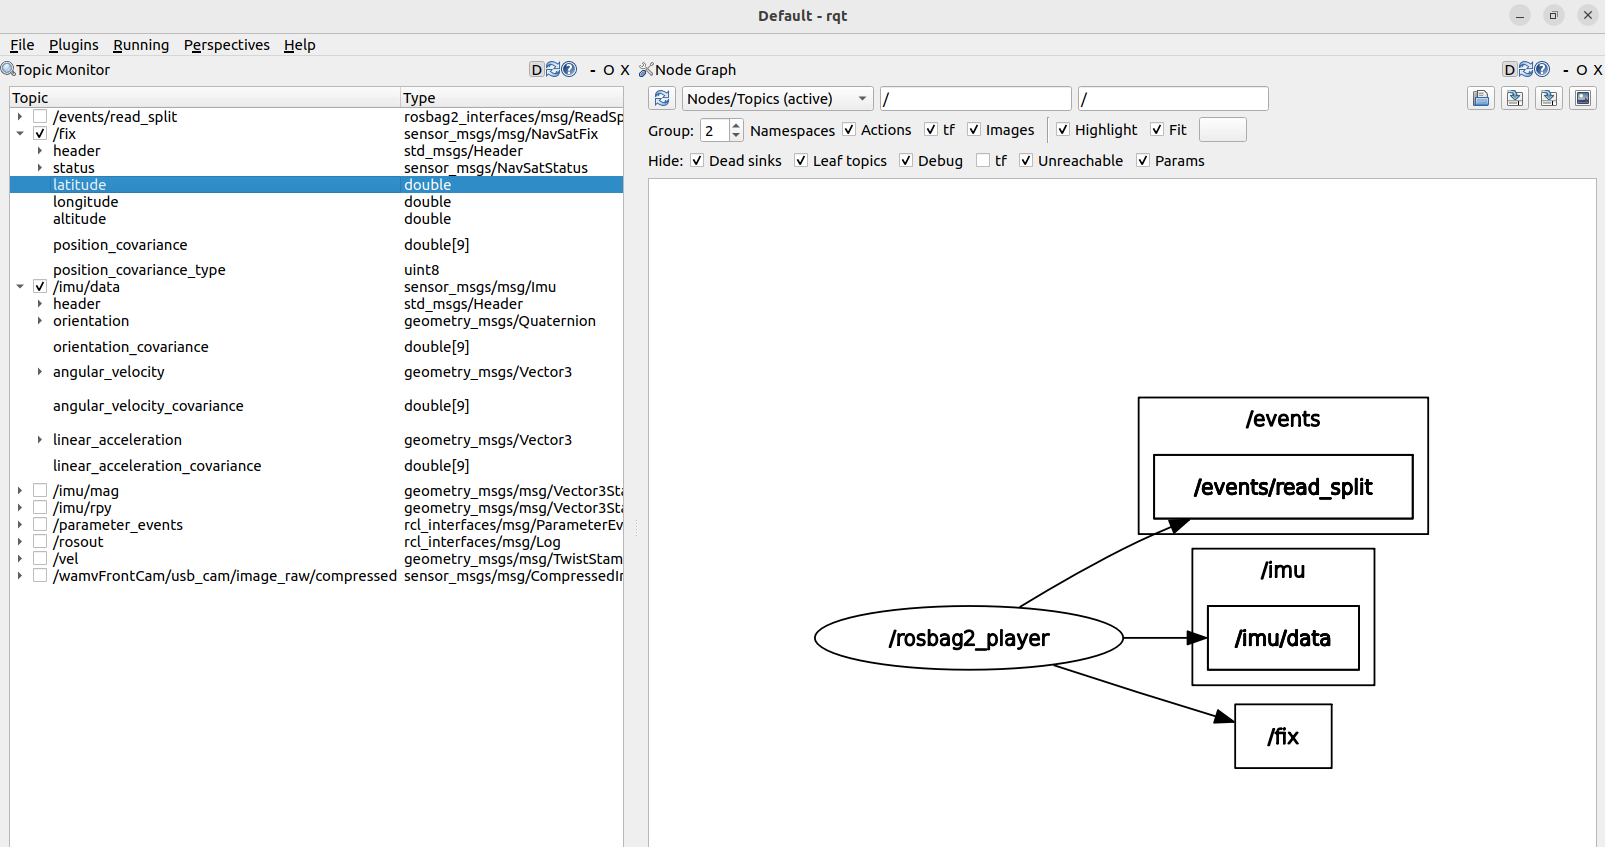 Default - rqt
File Plugins Running Perspectives Help
Topic Monitor D - O X
Topic Type
/events/read_split rosbag2_interfaces/msg/ReadSp
/fix sensor_msgs/msg/NavSatFix
header std_msgs/Header
status sensor_msgs/NavSatStatus
latitude double
longitude double
altitude double
position_covariance double[9]
position_covariance_type uint8
/imu/data sensor_msgs/msg/Imu
header std_msgs/Header
orientation geometry_msgs/Quaternion
orientation_covariance double[9]
angular_velocity geometry_msgs/Vector3
angular_velocity_covariance double[9]
linear_acceleration geometry_msgs/Vector3
linear_acceleration_covariance double[9]
/imu/mag geometry_msgs/msg/Vector3Sta
/imu/rpy geometry_msgs/msg/Vector3Sta
/parameter_events rcl_interfaces/msg/ParameterEv
/rosout rcl_interfaces/msg/Log
/vel geometry_msgs/msg/TwistStam
/wamvFrontCam/usb_cam/image_raw/compressed sensor_msgs/msg/CompressedIn
Node Graph D - O X
Nodes/Topics (active) / /
Group: 2 Namespaces Actions tf Images Highlight Fit
Hide: Dead sinks Leaf topics Debug tf Unreachable Params
/events
/events/read_split
/imu
/rosbag2_player
/imu/data
/fix